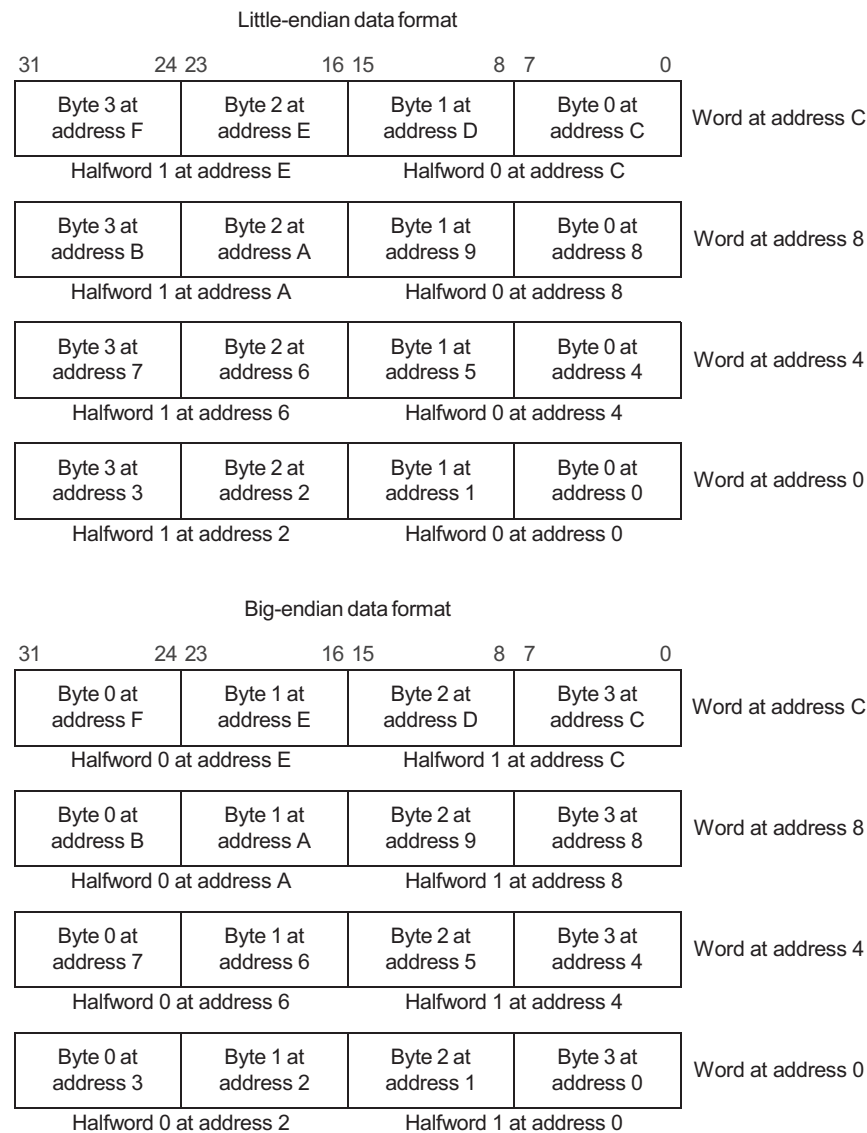 Little-endian data format
31 24 23 16 15 8 7 0
Byte 3 at address F Byte 2 at address E Byte 1 at address D Byte 0 at address C Word at address C
Halfword 1 at address E Halfword 0 at address C
Byte 3 at address B Byte 2 at address A Byte 1 at address 9 Byte 0 at address 8 Word at address 8
Halfword 1 at address A Halfword 0 at address 8
Byte 3 at address 7 Byte 2 at address 6 Byte 1 at address 5 Byte 0 at address 4 Word at address 4
Halfword 1 at address 6 Halfword 0 at address 4
Byte 3 at address 3 Byte 2 at address 2 Byte 1 at address 1 Byte 0 at address 0 Word at address 0
Halfword 1 at address 2 Halfword 0 at address 0
Big-endian data format
31 24 23 16 15 8 7 0
Byte 0 at address F Byte 1 at address E Byte 2 at address D Byte 3 at address C Word at address C
Halfword 0 at address E Halfword 1 at address C
Byte 0 at address B Byte 1 at address A Byte 2 at address 9 Byte 3 at address 8 Word at address 8
Halfword 0 at address A Halfword 1 at address 8
Byte 0 at address 7 Byte 1 at address 6 Byte 2 at address 5 Byte 3 at address 4 Word at address 4
Halfword 0 at address 6 Halfword 1 at address 4
Byte 0 at address 3 Byte 1 at address 2 Byte 2 at address 1 Byte 3 at address 0 Word at address 0
Halfword 0 at address 2 Halfword 1 at address 0